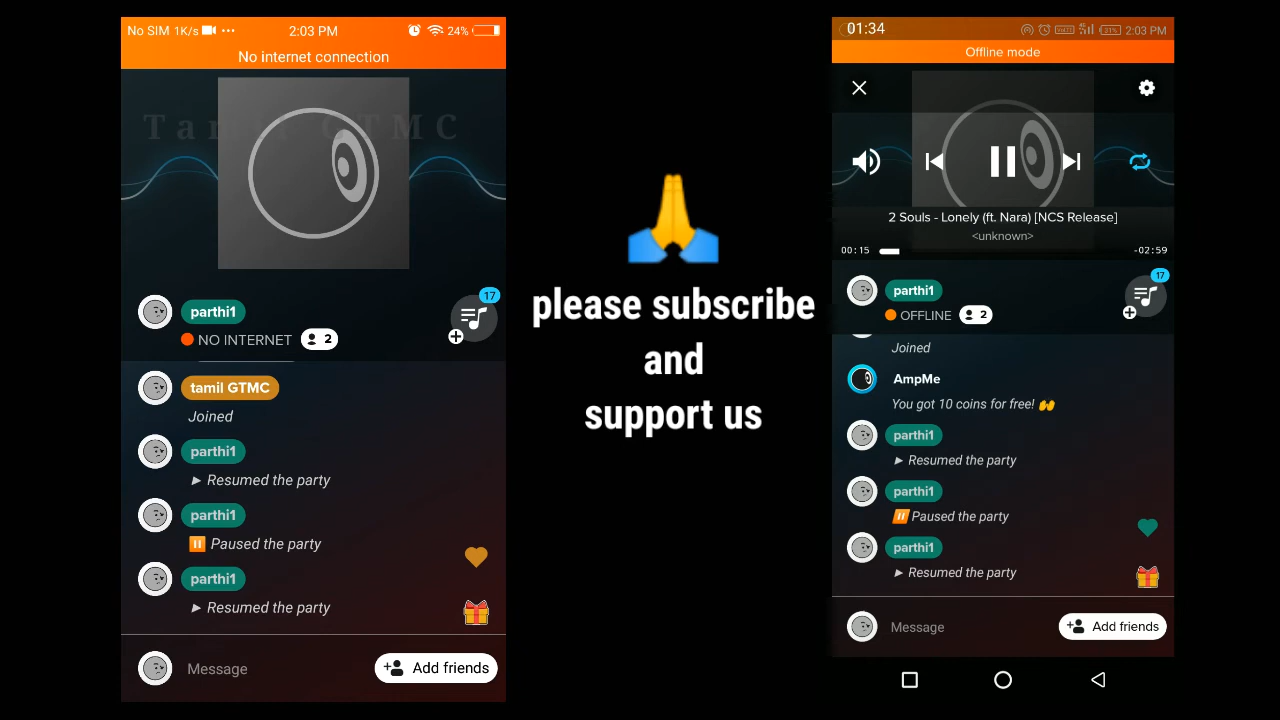 No SIM 1K/s ... 2:03 PM 24%
No internet connection
Tamil GTMC
parthi1
17
NO INTERNET 2
tamil GTMC
Joined
parthi1
► Resumed the party
parthi1
⏸ Paused the party
parthi1
► Resumed the party
Message
Add friends
🙏
please subscribe
and
support us
01:34 31% 2:03 PM
Offline mode
2 Souls - Lonely (ft. Nara) [NCS Release]
<unknown>
00:15 -02:59
parthi1
17
OFFLINE 2
Joined
AmpMe
You got 10 coins for free! 🙌
parthi1
► Resumed the party
parthi1
⏸ Paused the party
parthi1
► Resumed the party
Message
Add friends